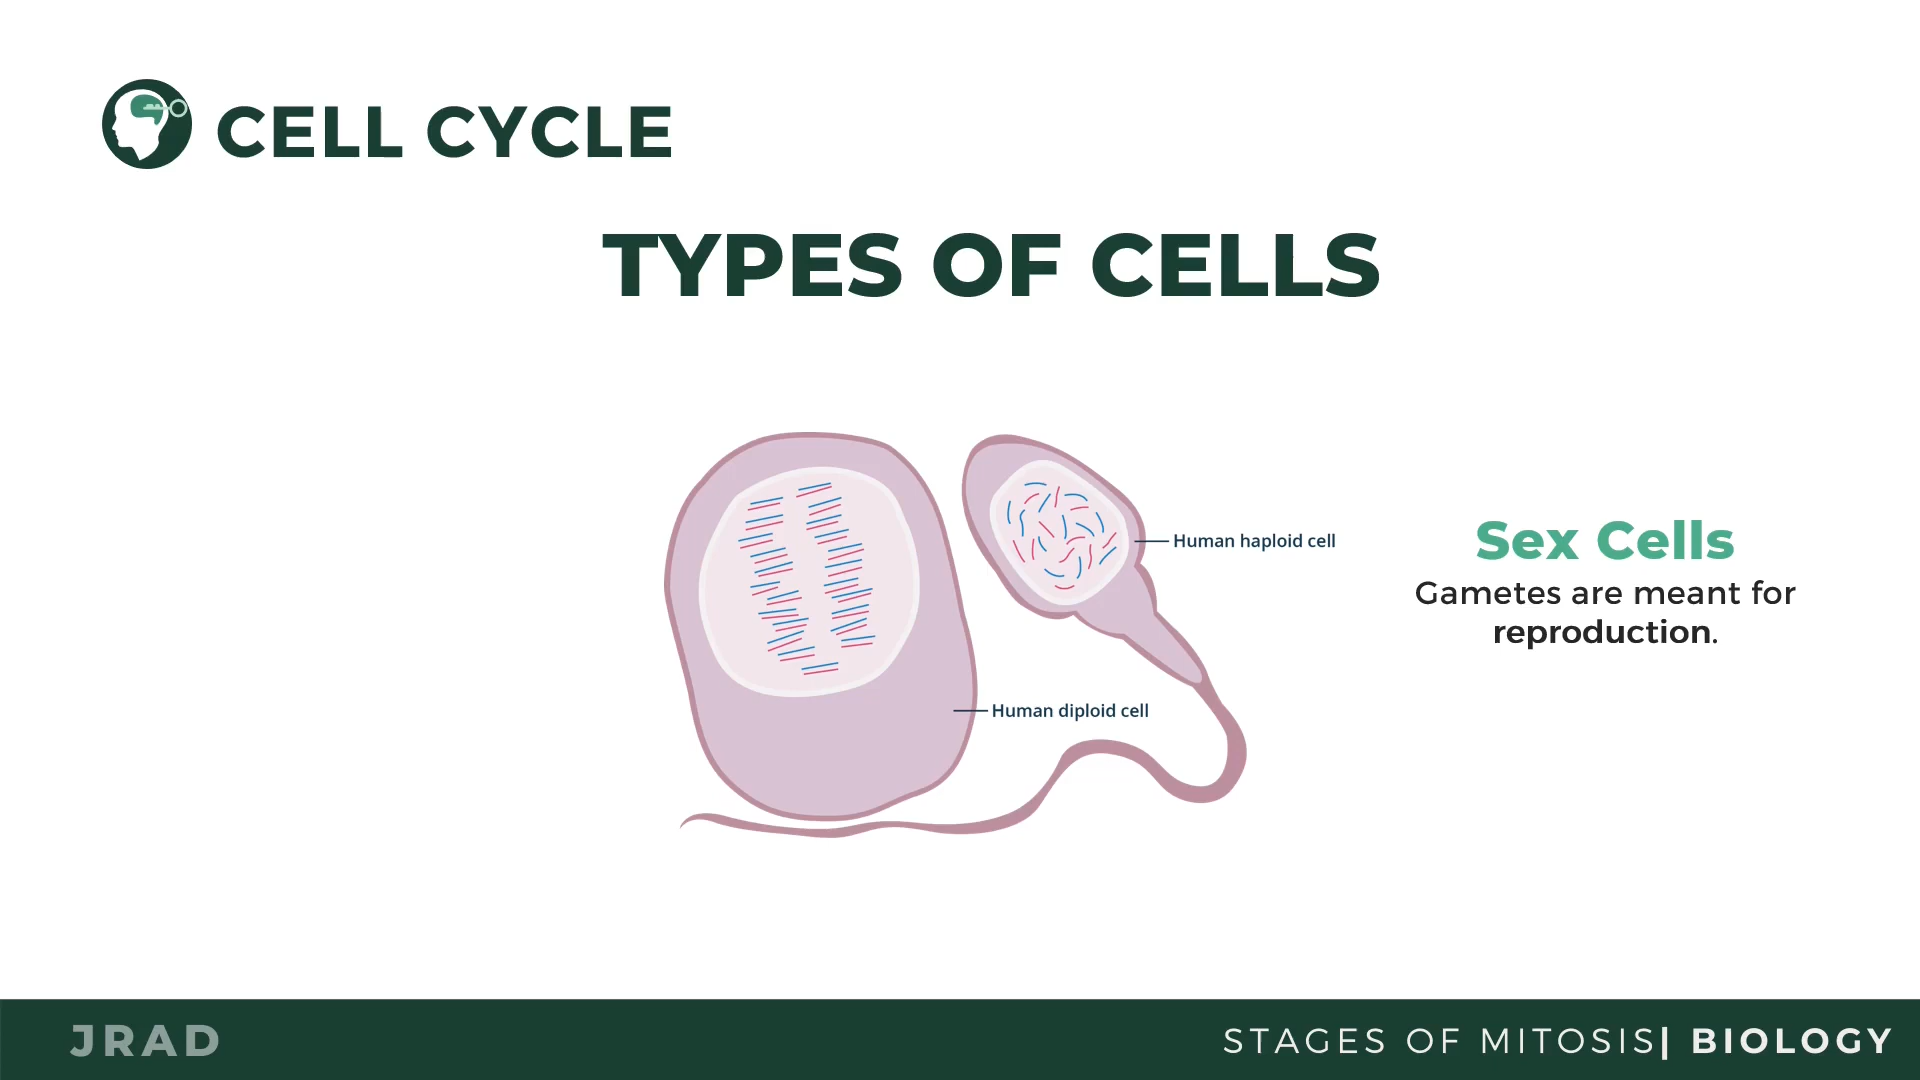 CELL CYCLE
TYPES OF CELLS
Human haploid cell
Sex Cells
Gametes are meant for
reproduction.
Human diploid cell
JRAD
STAGES OF MITOSIS| BIOLOGY